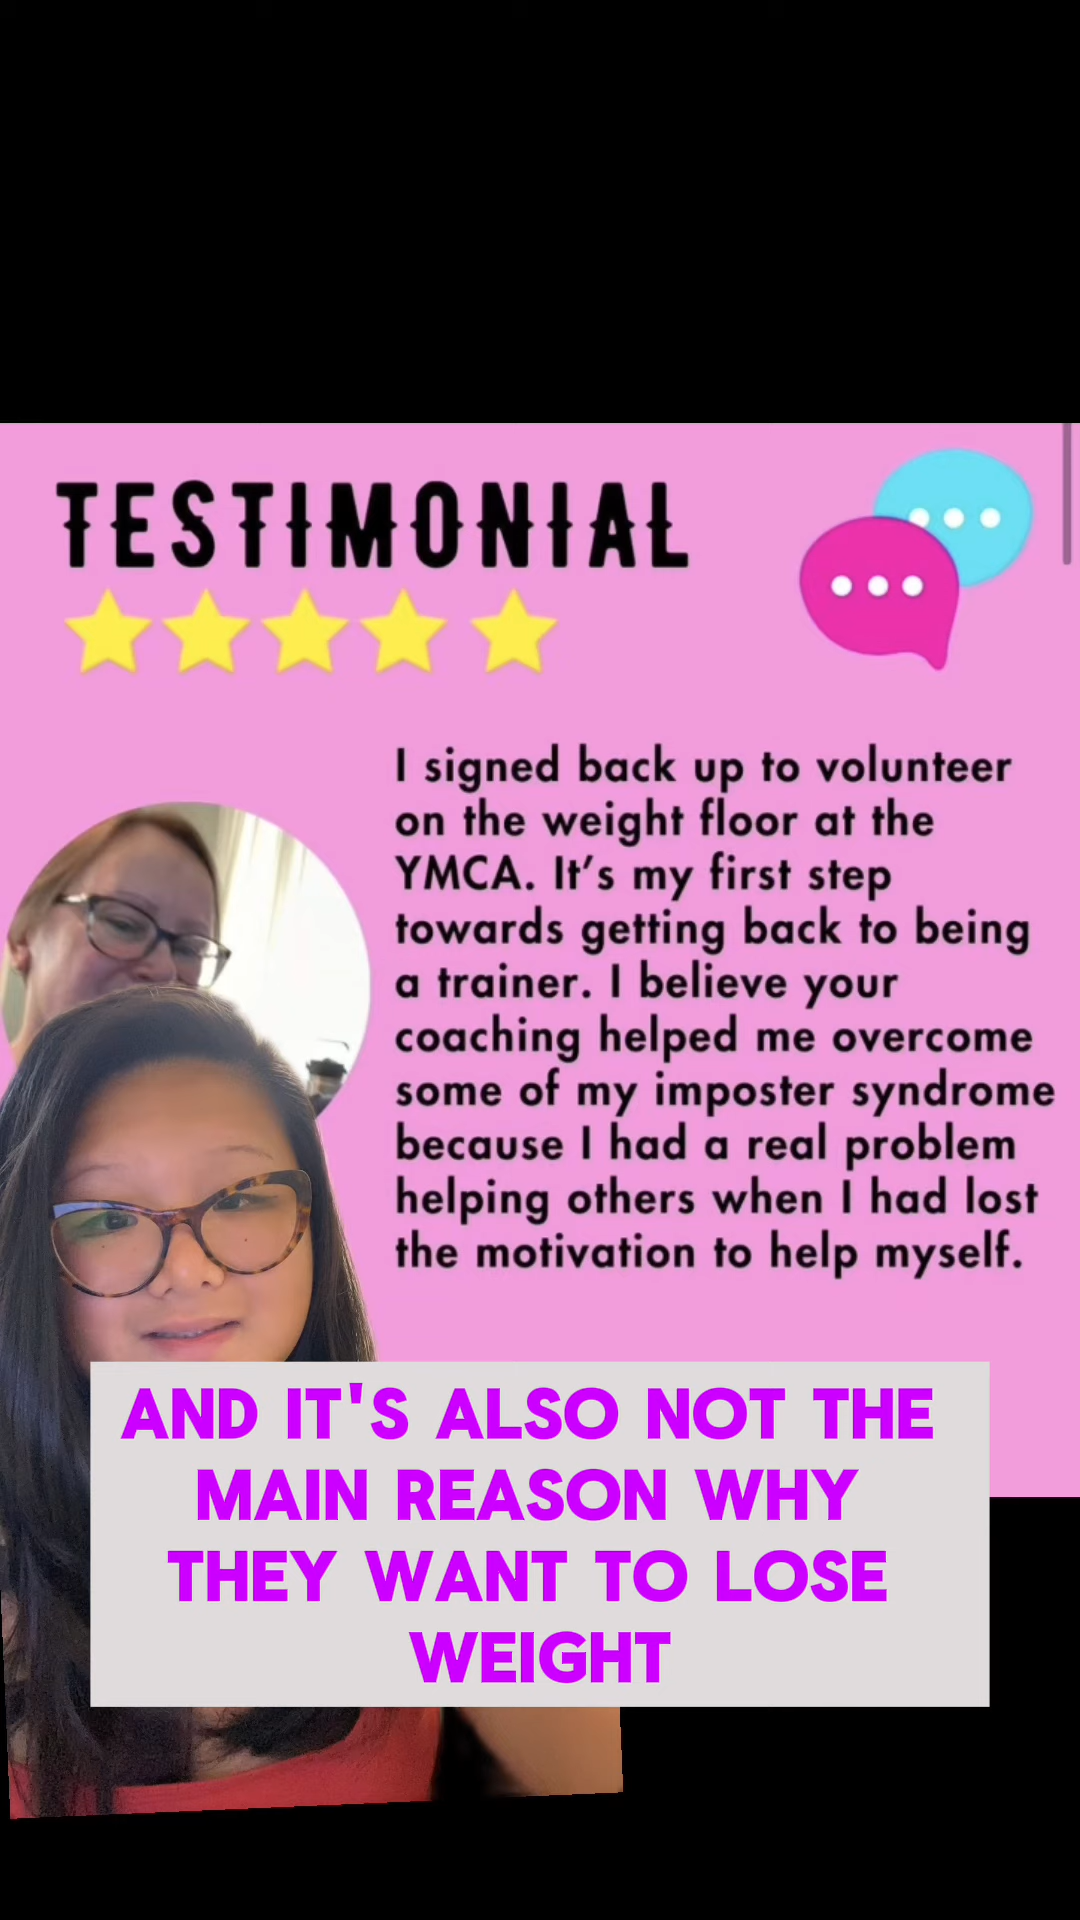 TESTIMONIAL
I signed back up to volunteer
on the weight floor at the
YMCA. It's my first step
towards getting back to being
a trainer. I believe your
coaching helped me overcome
some of my imposter syndrome
because I had a real problem
helping others when I had lost
the motivation to help myself.
AND IT'S ALSO NOT THE
MAIN REASON WHY
THEY WANT TO LOSE
WEIGHT